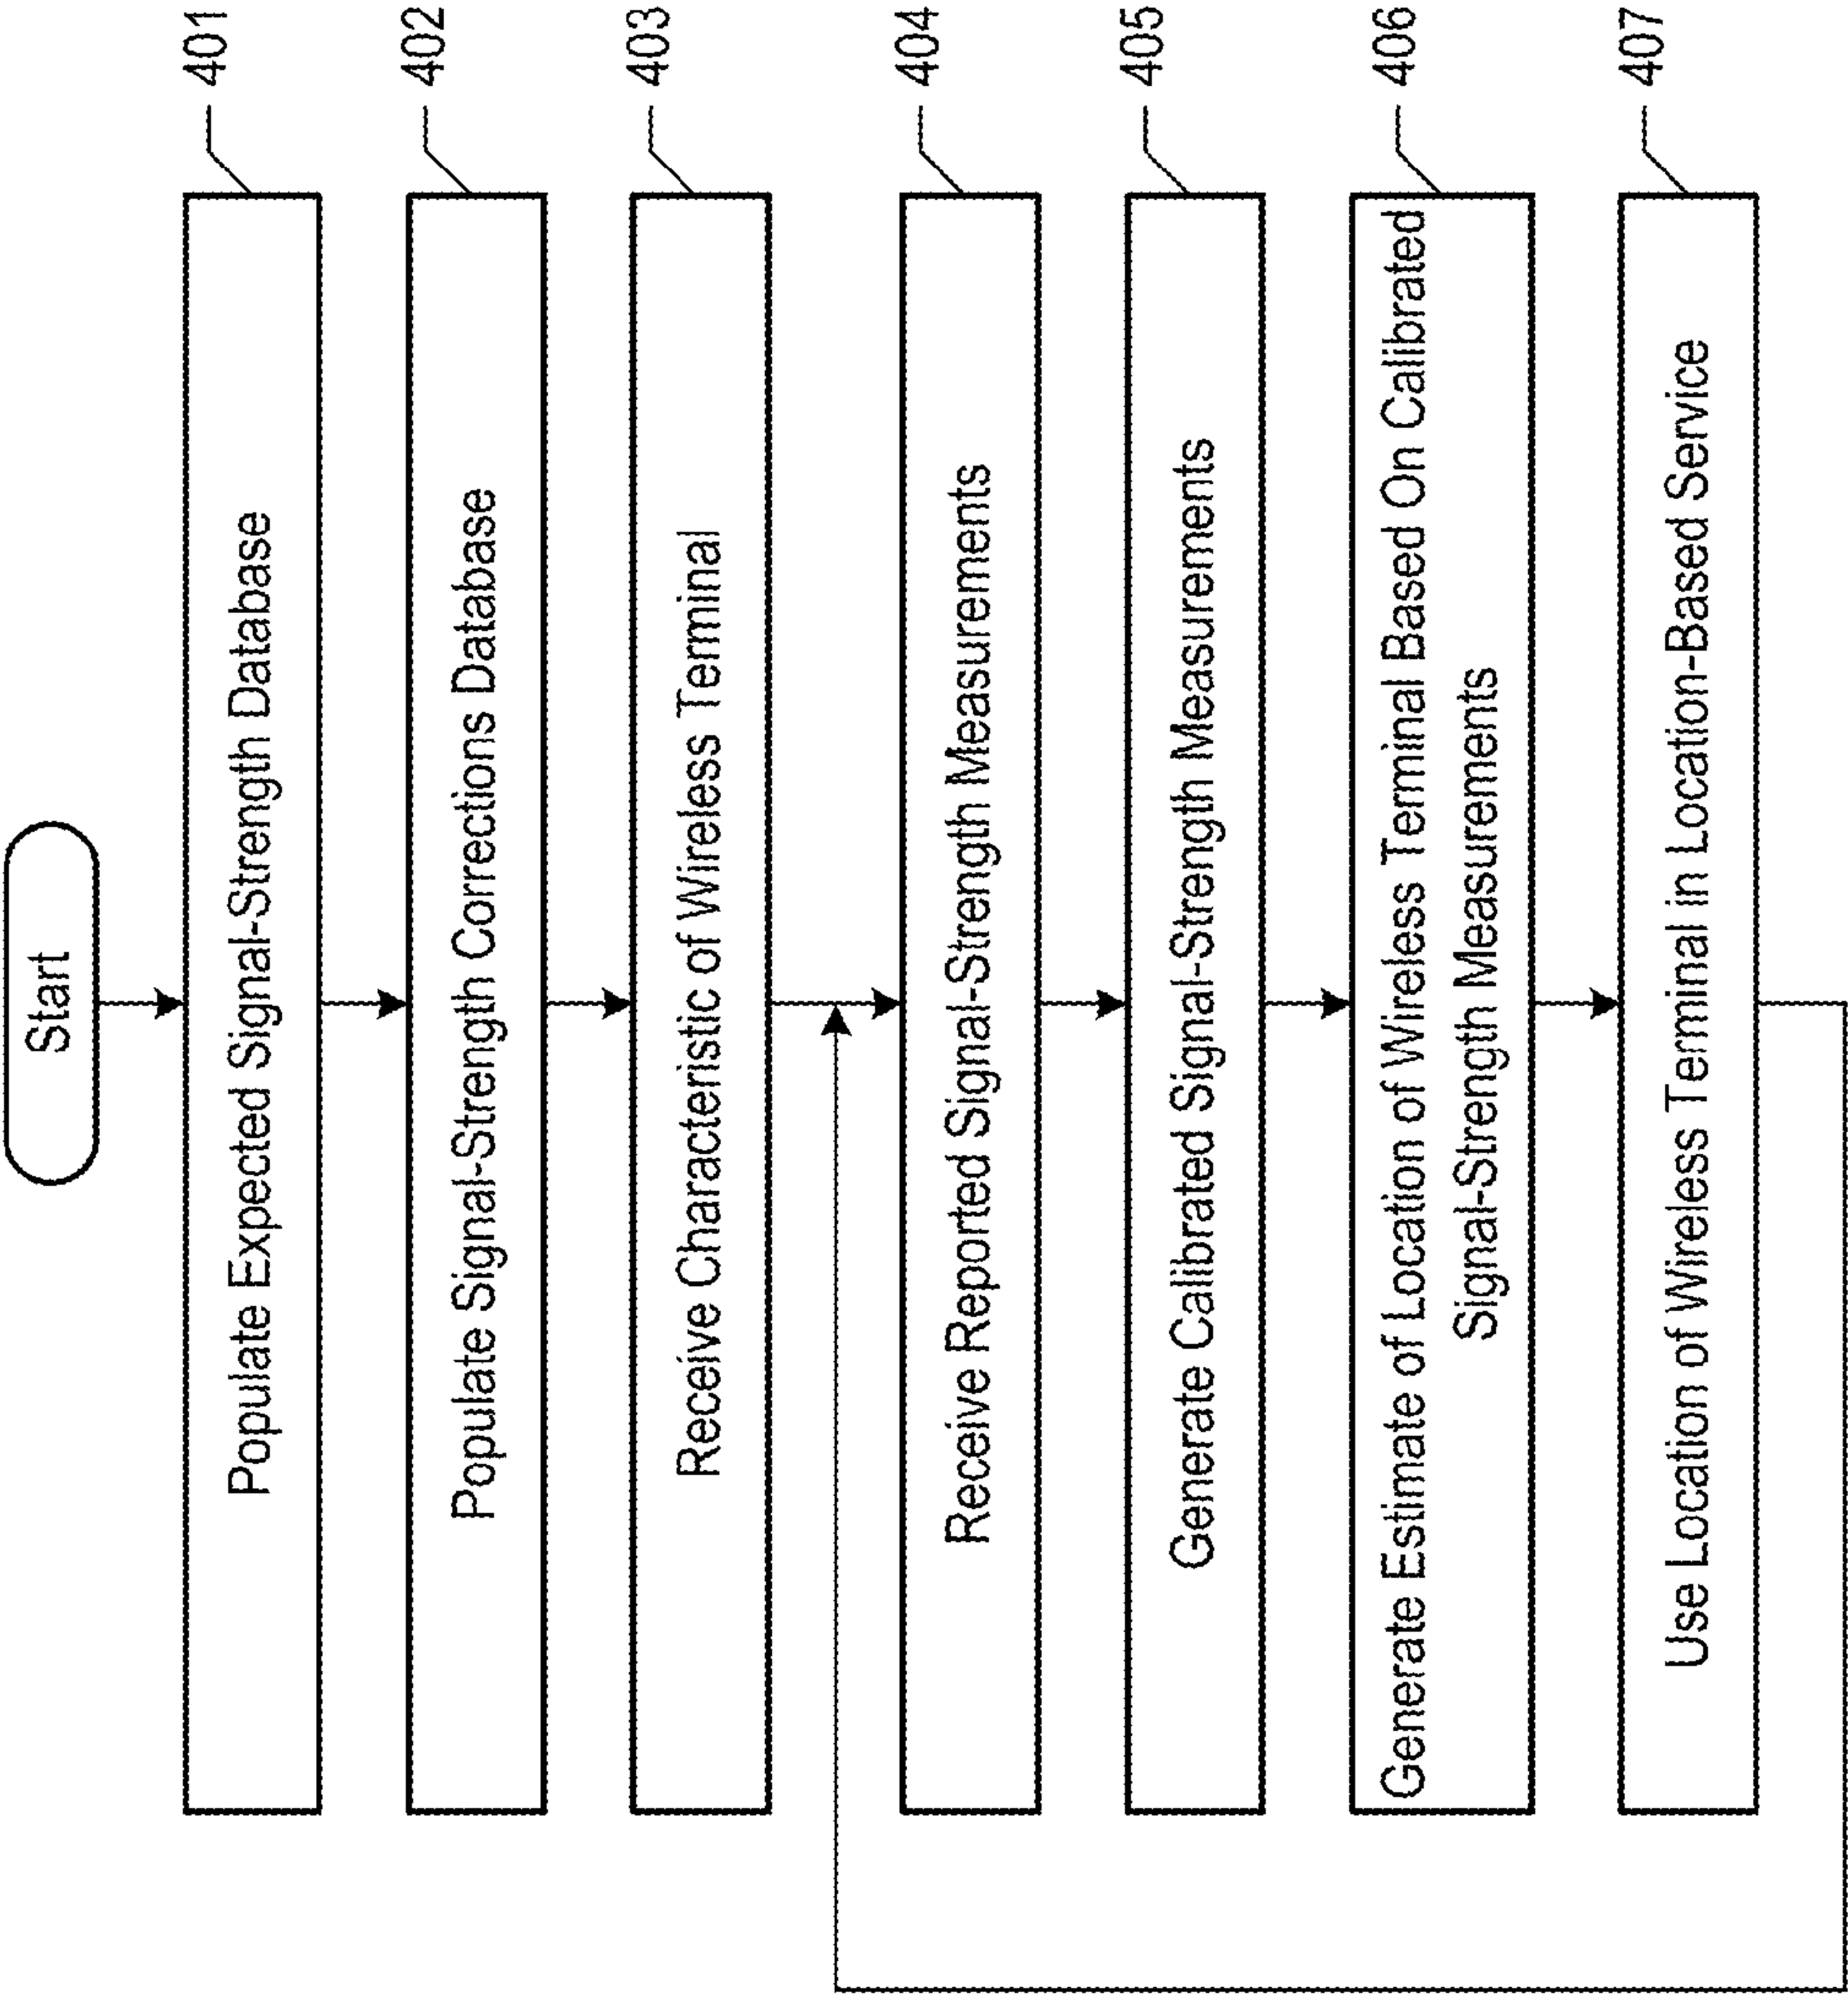 Start
Populate Expected Signal-Strength Database
401
Populate Signal-Strength Corrections Database
402
Receive Characteristic of Wireless Terminal
403
Receive Reported Signal-Strength Measurements
404
Generate Calibrated Signal-Strength Measurements
405
Generate Estimate of Location of Wireless Terminal Based On Calibrated
Signal-Strength Measurements
406
Use Location of Wireless Terminal in Location-Based Service
407